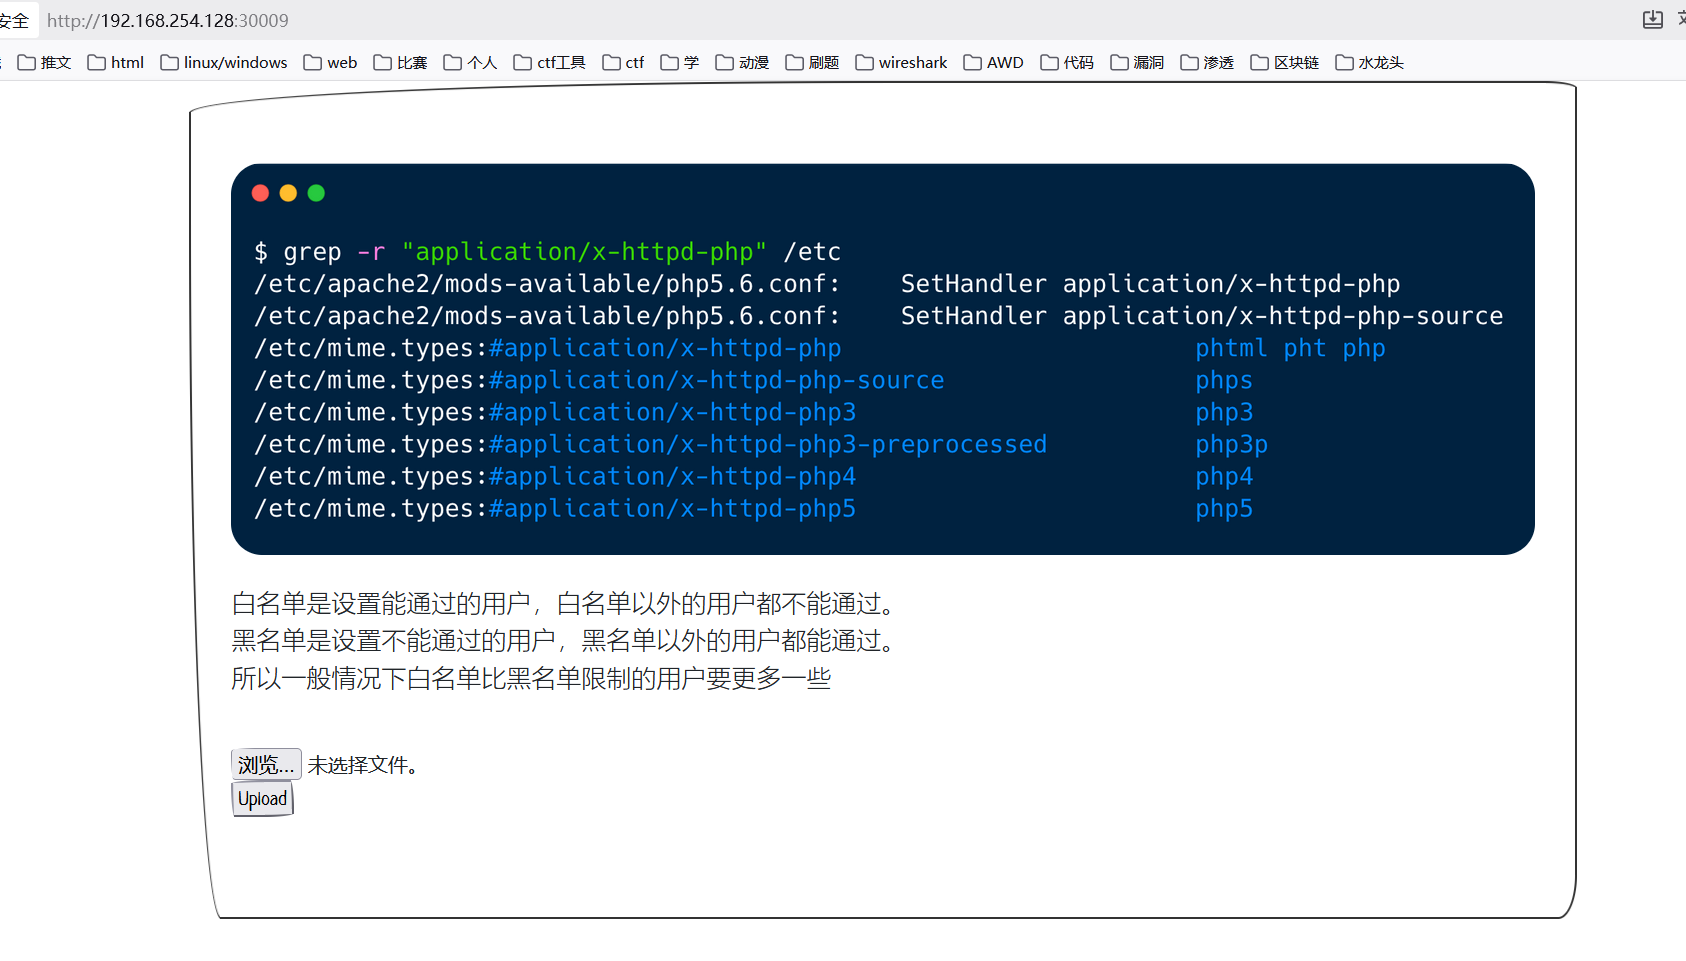 安全 http://192.168.254.128:30009
推文 html linux/windows web 比赛 个人 ctf工具 ctf 学 动漫 刷题 wireshark AWD 代码 漏洞 渗透 区块链 水龙头
$ grep -r "application/x-httpd-php" /etc
/etc/apache2/mods-available/php5.6.conf:    SetHandler application/x-httpd-php
/etc/apache2/mods-available/php5.6.conf:    SetHandler application/x-httpd-php-source
/etc/mime.types:#application/x-httpd-php                        phtml pht php
/etc/mime.types:#application/x-httpd-php-source                 phps
/etc/mime.types:#application/x-httpd-php3                       php3
/etc/mime.types:#application/x-httpd-php3-preprocessed          php3p
/etc/mime.types:#application/x-httpd-php4                       php4
/etc/mime.types:#application/x-httpd-php5                       php5
白名单是设置能通过的用户，白名单以外的用户都不能通过。
黑名单是设置不能通过的用户，黑名单以外的用户都能通过。
所以一般情况下白名单比黑名单限制的用户要更多一些
浏览... 未选择文件。
Upload